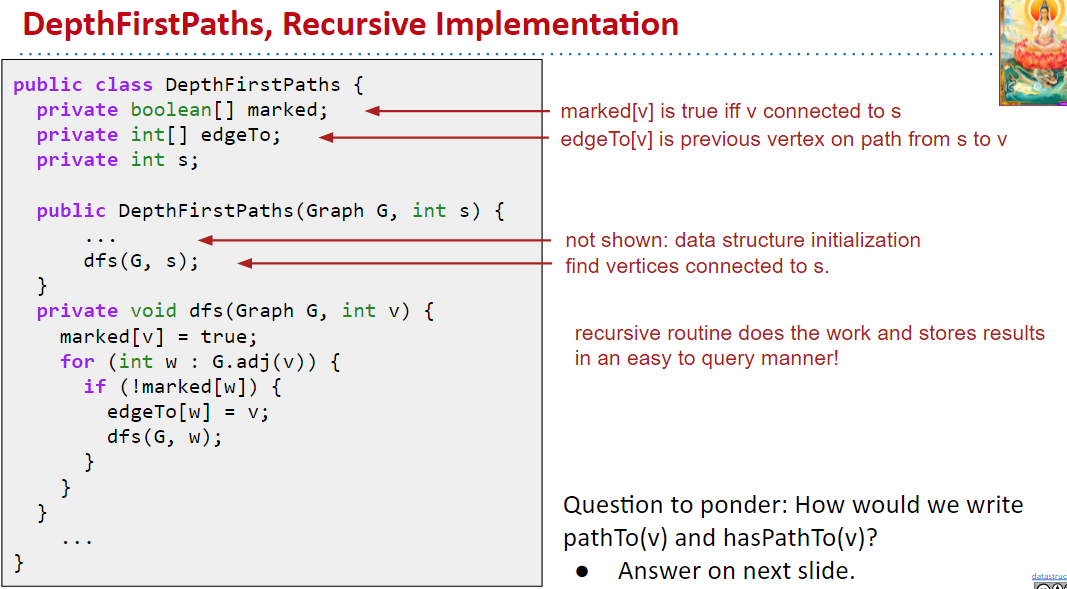 DepthFirstPaths, Recursive Implementation
public class DepthFirstPaths {
private boolean[] marked;
private int[] edgeTo;
private int s;
public DepthFirstPaths(Graph G, int s) {
...
dfs(G, s);
}
private void dfs(Graph G, int v) {
marked[v] = true;
for (int w : G.adj(v)) {
if (!marked[w]) {
edgeTo[w] = v;
dfs(G, w);
}
}
}
...
}
marked[v] is true iff v connected to s
edgeTo[v] is previous vertex on path from s to v
not shown: data structure initialization
find vertices connected to s.
recursive routine does the work and stores results
in an easy to query manner!
Question to ponder: How would we write
pathTo(v) and hasPathTo(v)?
● Answer on next slide.
datastruc